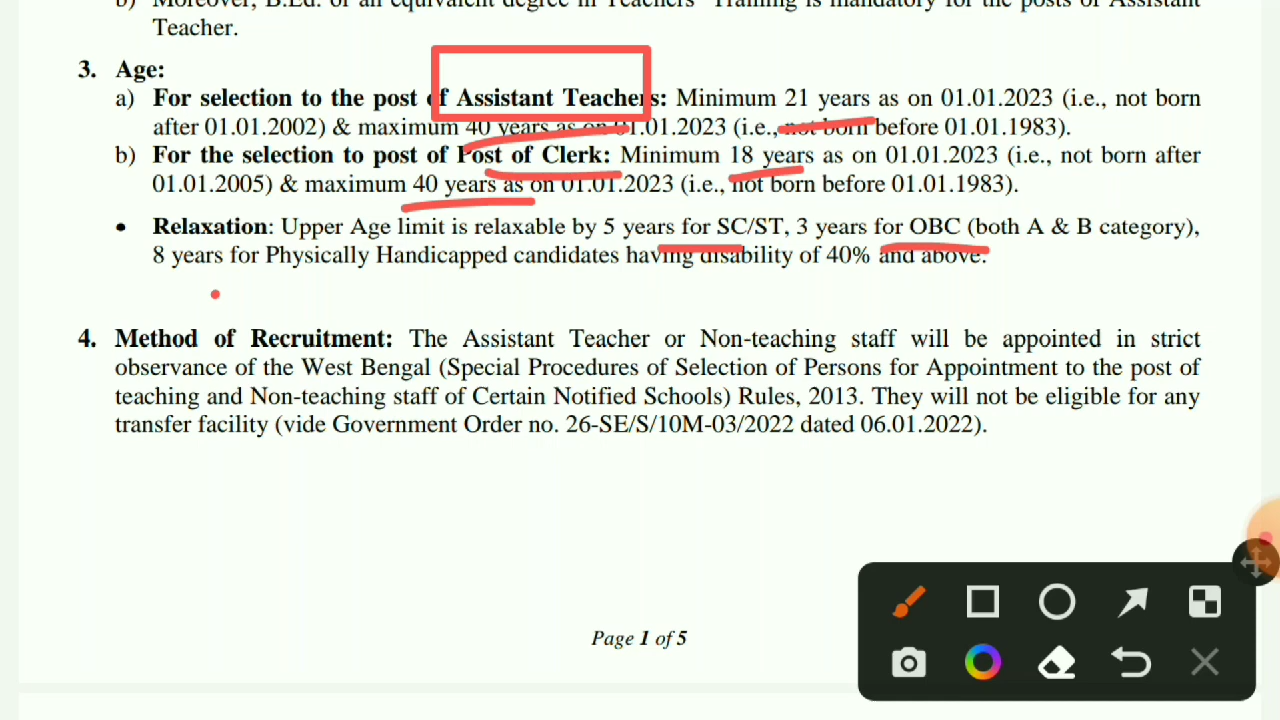 b) Moreover, B.Ed. or an equivalent degree in Teachers' Training is mandatory for the posts of Assistant
Teacher.
3. Age:
a) For selection to the post of Assistant Teachers: Minimum 21 years as on 01.01.2023 (i.e., not born
after 01.01.2002) & maximum 40 years as on 01.01.2023 (i.e., not born before 01.01.1983).
b) For the selection to post of Post of Clerk: Minimum 18 years as on 01.01.2023 (i.e., not born after
01.01.2005) & maximum 40 years as on 01.01.2023 (i.e., not born before 01.01.1983).
• Relaxation: Upper Age limit is relaxable by 5 years for SC/ST, 3 years for OBC (both A & B category),
8 years for Physically Handicapped candidates having disability of 40% and above.
4. Method of Recruitment: The Assistant Teacher or Non-teaching staff will be appointed in strict
observance of the West Bengal (Special Procedures of Selection of Persons for Appointment to the post of
teaching and Non-teaching staff of Certain Notified Schools) Rules, 2013. They will not be eligible for any
transfer facility (vide Government Order no. 26-SE/S/10M-03/2022 dated 06.01.2022).
Page 1 of 5